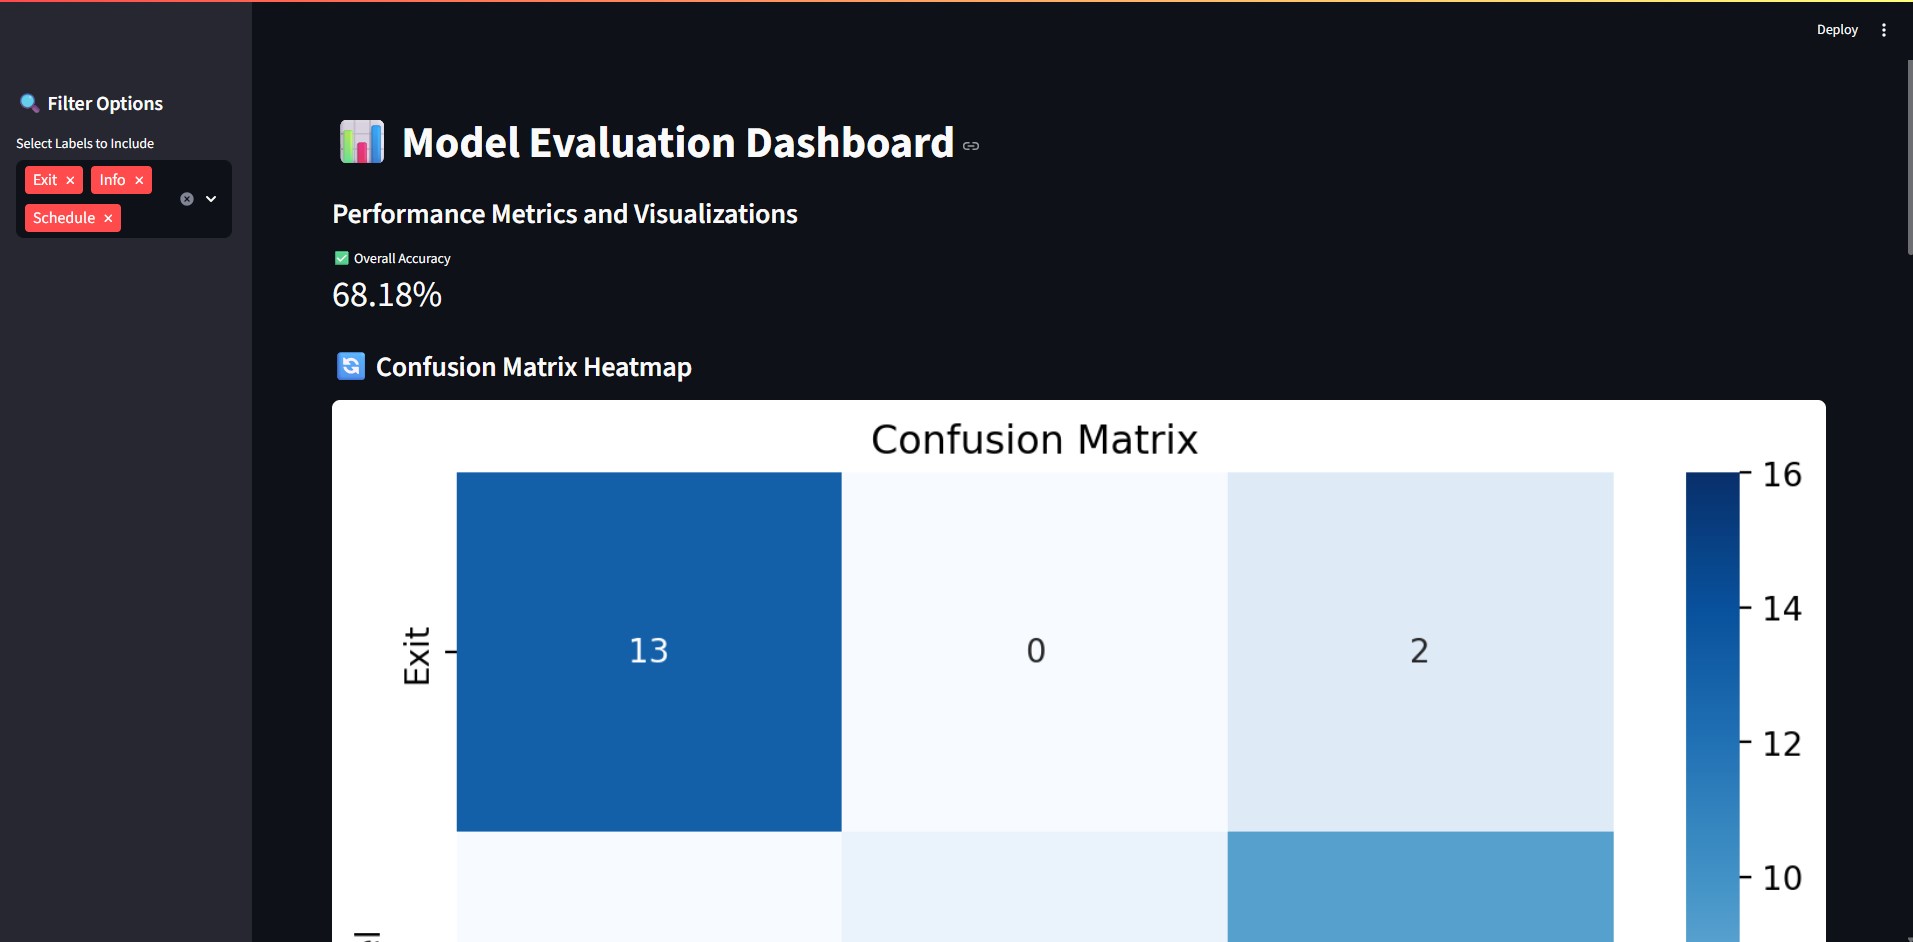 Deploy
Filter Options
Select Labels to Include
Exit
Info
Schedule
Model Evaluation Dashboard
Performance Metrics and Visualizations
Overall Accuracy
68.18%
Confusion Matrix Heatmap
Confusion Matrix
16
14
Exit
13
0
2
12
10